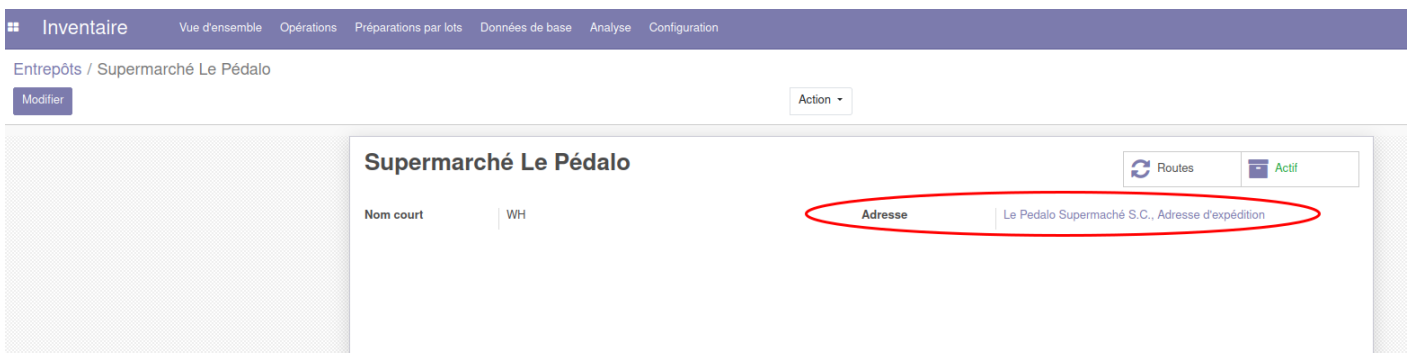 Inventaire Vue d'ensemble Opérations Préparations par lots Données de base Analyse Configuration
Entrepôts / Supermarché Le Pédalo
Modifier Action
Supermarché Le Pédalo Routes Actif
Nom court WH Adresse Le Pedalo Supermaché S.C., Adresse d'expédition